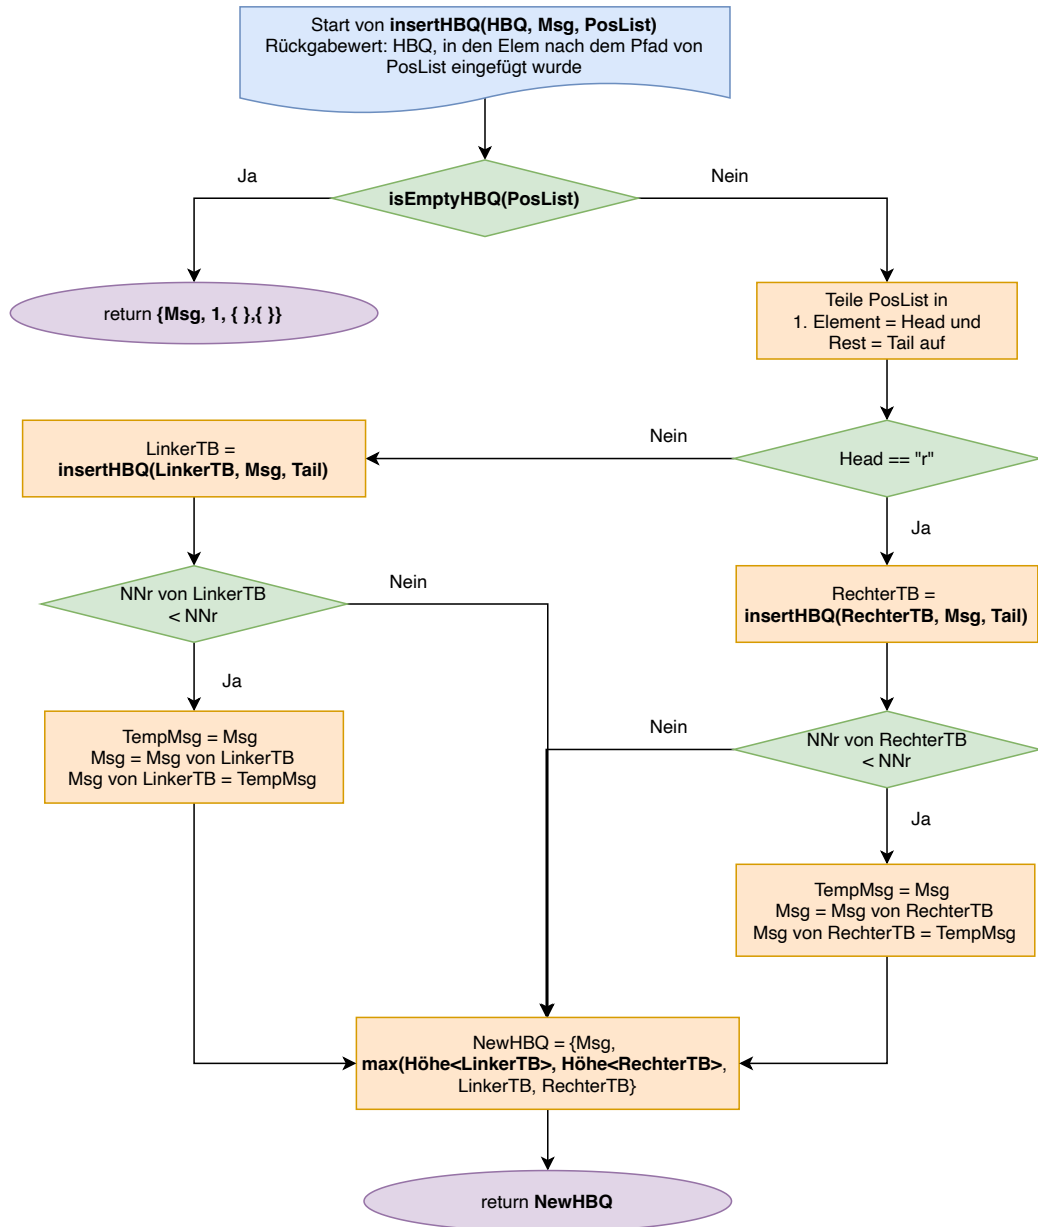 Start von insertHBQ(HBQ, Msg, PosList)
Rückgabewert: HBQ, in den Elem nach dem Pfad von
PosList eingefügt wurde
Ja
Nein
isEmptyHBQ(PosList)
return {Msg, 1, { },{ }}
Teile PosList in
1. Element = Head und
Rest = Tail auf
Nein
LinkerTB =
insertHBQ(LinkerTB, Msg, Tail)
Head == "r"
Ja
NNr von LinkerTB
< NNr
Nein
RechterTB =
insertHBQ(RechterTB, Msg, Tail)
Ja
TempMsg = Msg
Msg = Msg von LinkerTB
Msg von LinkerTB = TempMsg
Nein
NNr von RechterTB
< NNr
Ja
TempMsg = Msg
Msg = Msg von RechterTB
Msg von RechterTB = TempMsg
NewHBQ = {Msg,
max(Höhe<LinkerTB>, Höhe<RechterTB>,
LinkerTB, RechterTB}
return NewHBQ